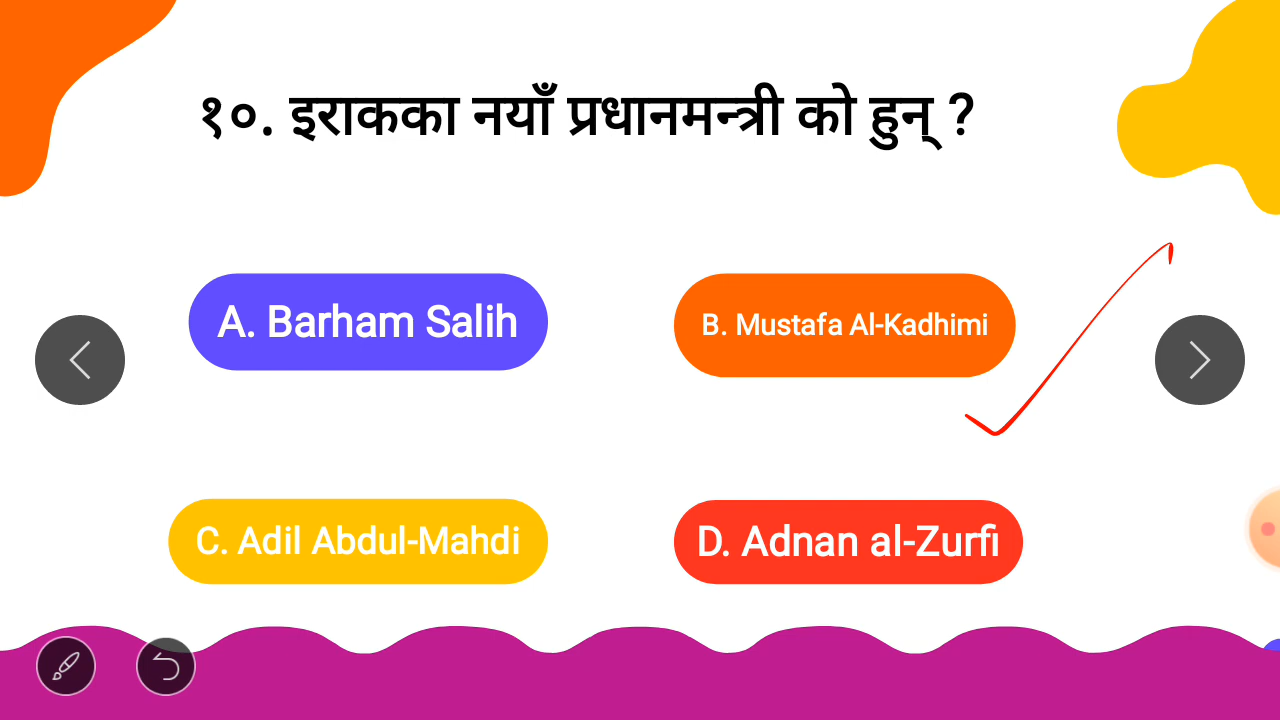 १०. इराकका नयाँ प्रधानमन्त्री को हुन् ?
A. Barham Salih
B. Mustafa Al-Kadhimi
C. Adil Abdul-Mahdi
D. Adnan al-Zurfi